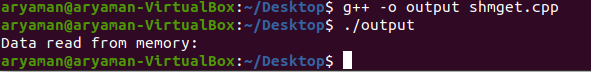 aryaman@aryaman-VirtualBox:~/Desktop$ g++ -o output shmget.cpp
aryaman@aryaman-VirtualBox:~/Desktop$ ./output
Data read from memory:
aryaman@aryaman-VirtualBox:~/Desktop$